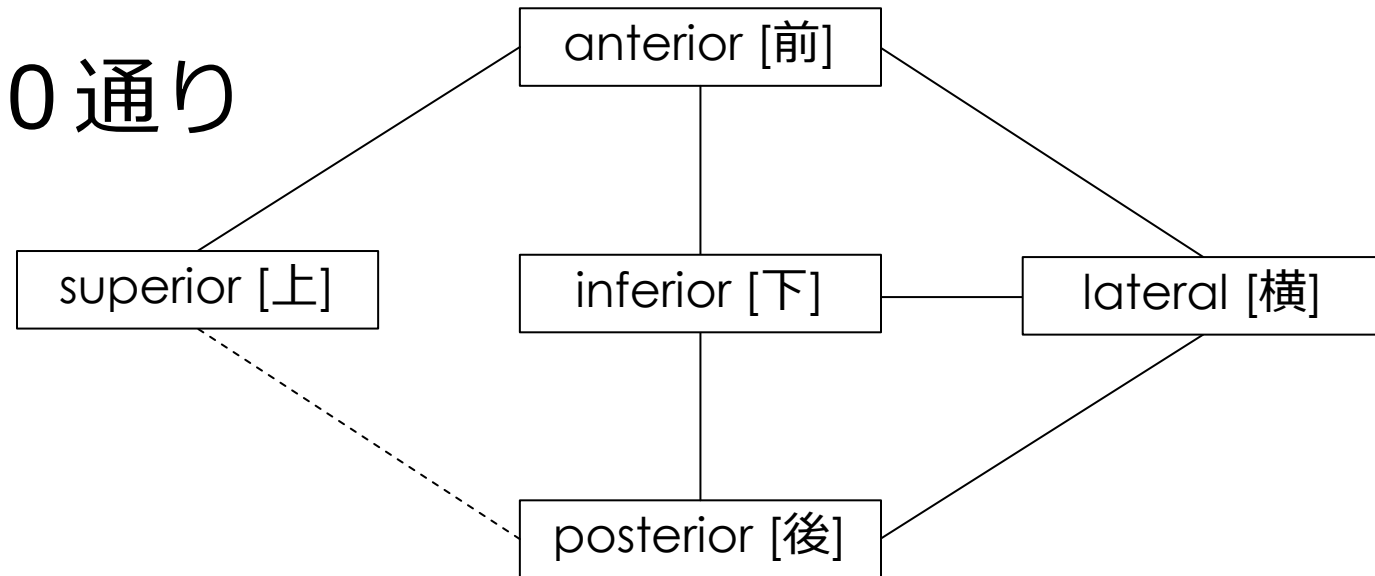 anterior [前]
0通り
superior [上]
inferior [下]
lateral [横]
posterior [後]